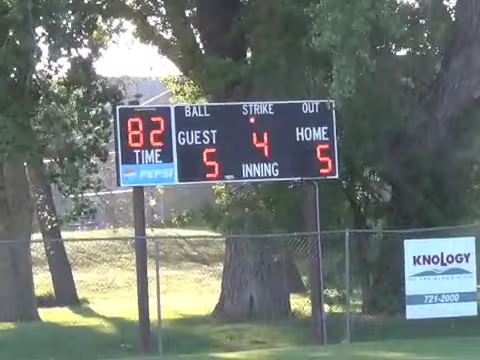 BALL STRIKE OUT
82 GUEST 4 HOME
TIME 5 INNING 5
PEPSI
KNOLOGY
721-2000